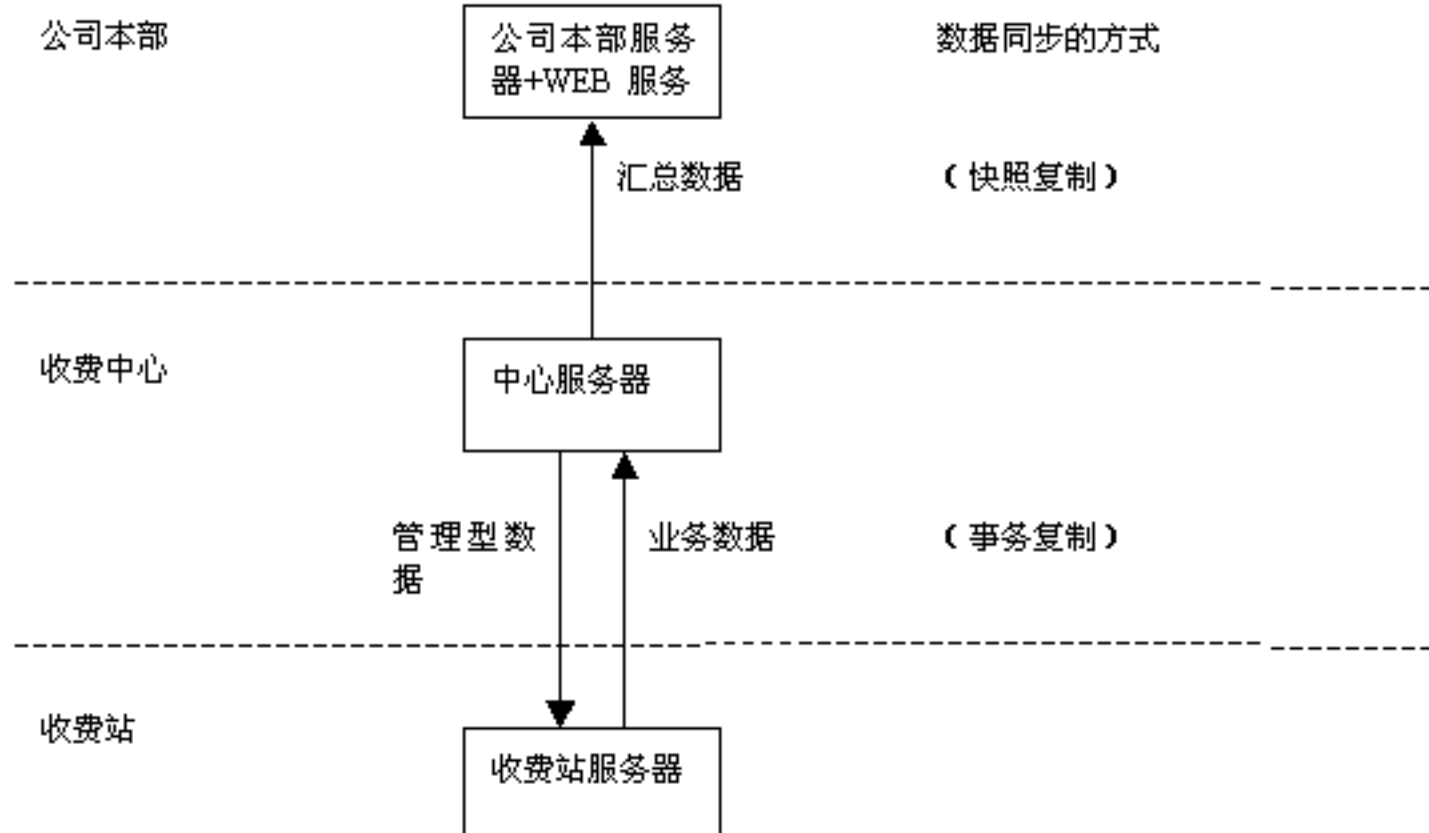 公司本部
公司本部服务
器+WEB 服务
数据同步的方式
汇总数据
(快照复制)
收费中心
中心服务器
管理型数
据
业务数据
(事务复制)
收费站
收费站服务器